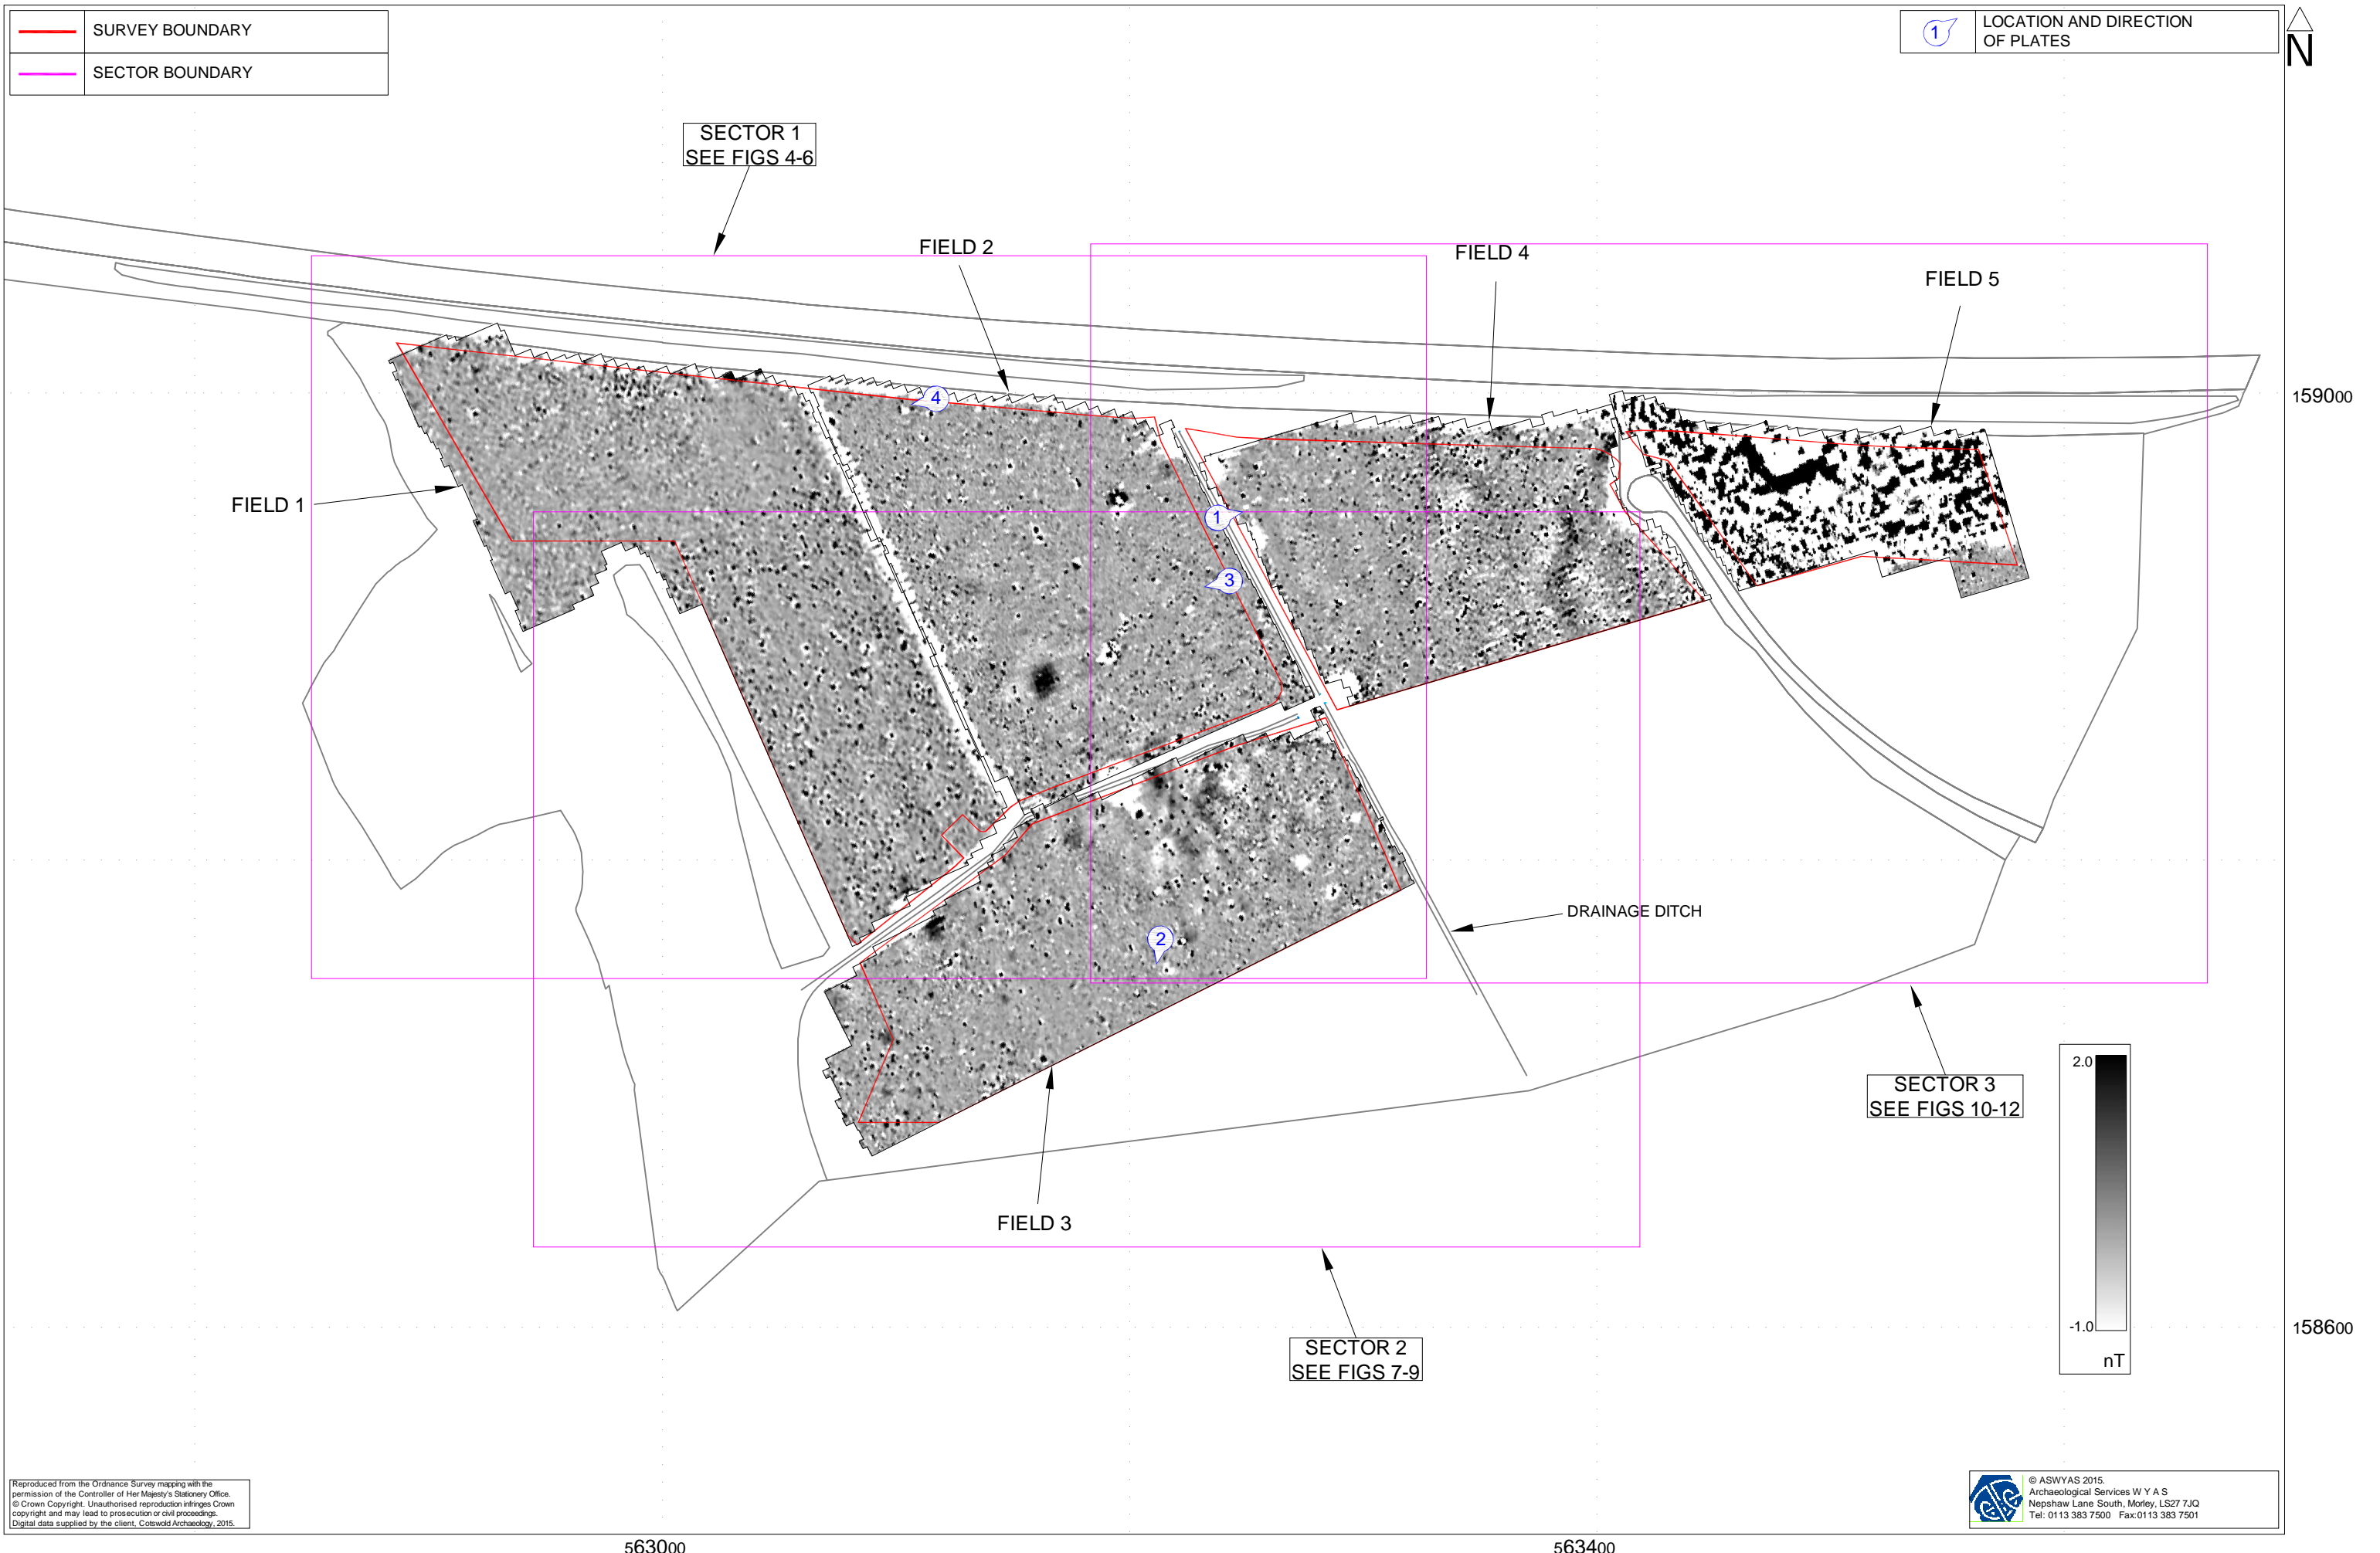 SURVEY BOUNDARY
SECTOR BOUNDARY
1
LOCATION AND DIRECTION
OF PLATES
N
SECTOR 1
SEE FIGS 4-6
FIELD 2
FIELD 4
FIELD 5
4
159000
FIELD 1
1
3
DRAINAGE DITCH
2
2.0
SECTOR 3
SEE FIGS 10-12
FIELD 3
-1.0
158600
SECTOR 2
SEE FIGS 7-9
nT
Reproduced from the Ordnance Survey mapping with the
permission of the Controller of Her Majesty's Stationery Office.
© Crown Copyright. Unauthorised reproduction infringes Crown
copyright and may lead to prosecution or civil proceedings.
Digital data supplied by the client, Cotswold Archaeology, 2015.
© ASWYAS 2015.
Archaeological Services W Y A S
Nepshaw Lane South, Morley, LS27 7JQ
Tel: 0113 383 7500 Fax:0113 383 7501
563000
563400